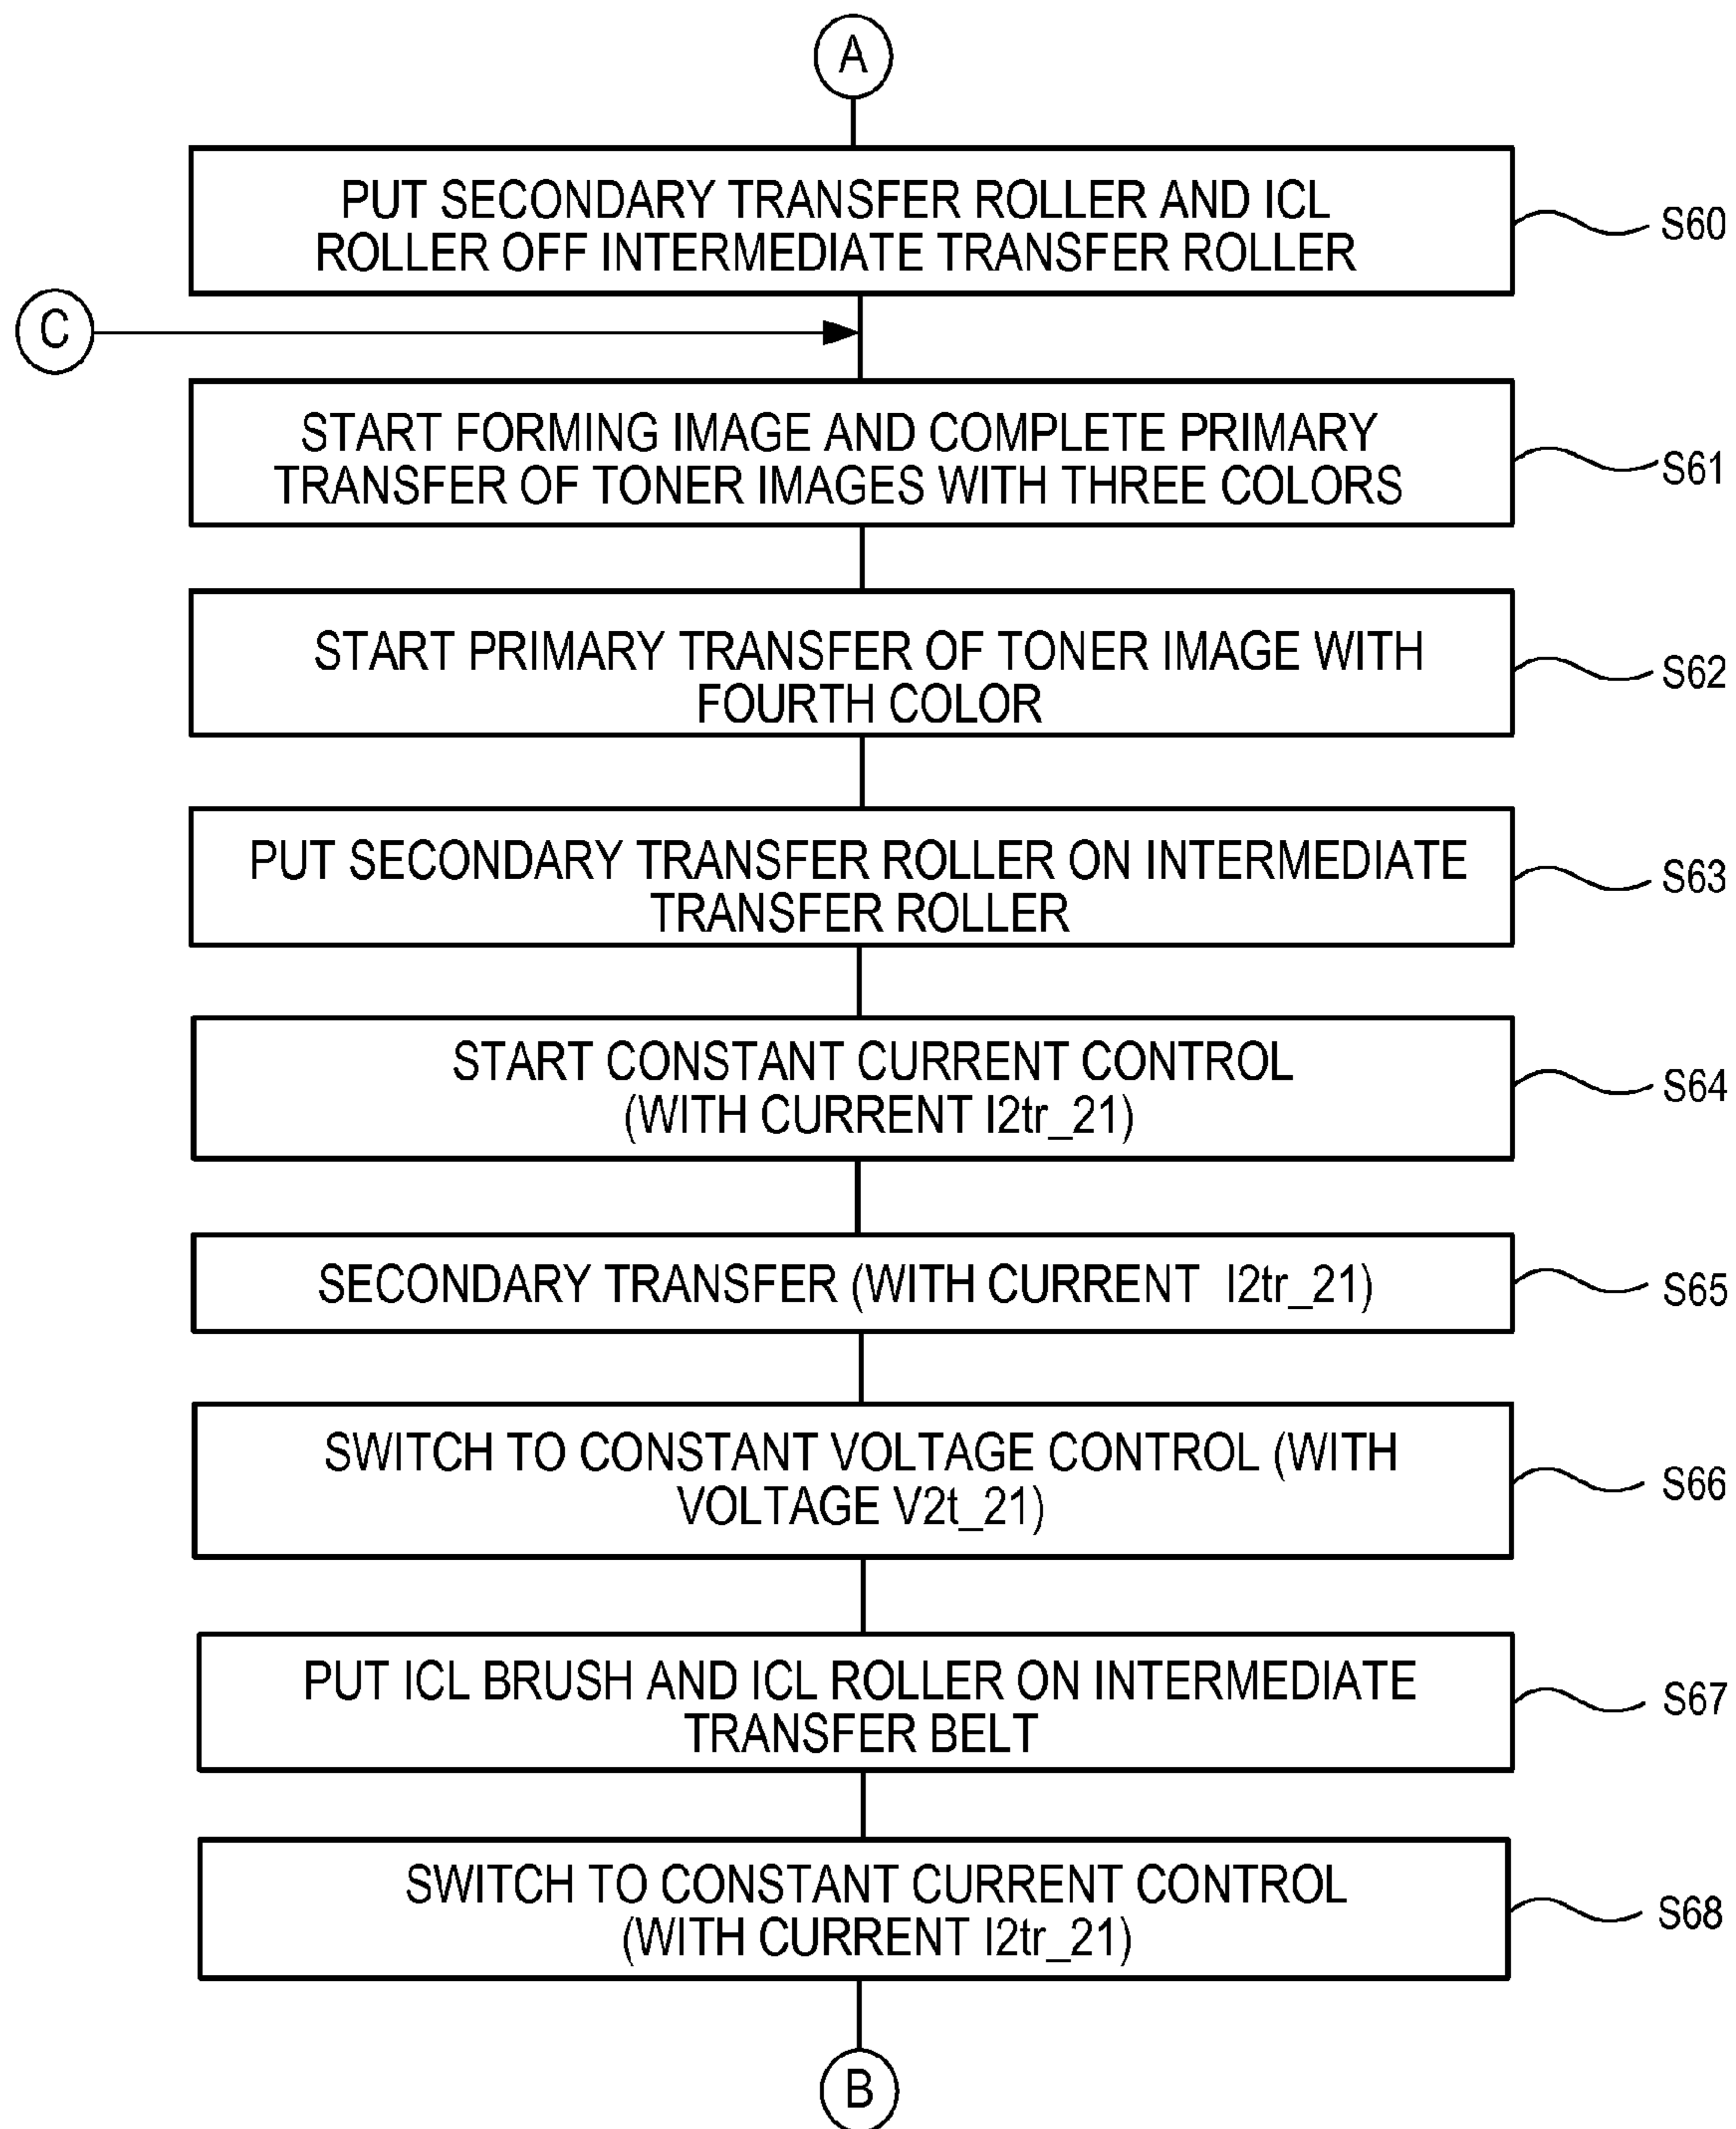 A
PUT SECONDARY TRANSFER ROLLER AND ICL
ROLLER OFF INTERMEDIATE TRANSFER ROLLER
S60
C
START FORMING IMAGE AND COMPLETE PRIMARY
TRANSFER OF TONER IMAGES WITH THREE COLORS
S61
START PRIMARY TRANSFER OF TONER IMAGE WITH
FOURTH COLOR
S62
PUT SECONDARY TRANSFER ROLLER ON INTERMEDIATE
TRANSFER ROLLER
S63
START CONSTANT CURRENT CONTROL
(WITH CURRENT I2tr_21)
S64
SECONDARY TRANSFER (WITH CURRENT I2tr_21)
S65
SWITCH TO CONSTANT VOLTAGE CONTROL (WITH
VOLTAGE V2t_21)
S66
PUT ICL BRUSH AND ICL ROLLER ON INTERMEDIATE
TRANSFER BELT
S67
SWITCH TO CONSTANT CURRENT CONTROL
(WITH CURRENT I2tr_21)
S68
B